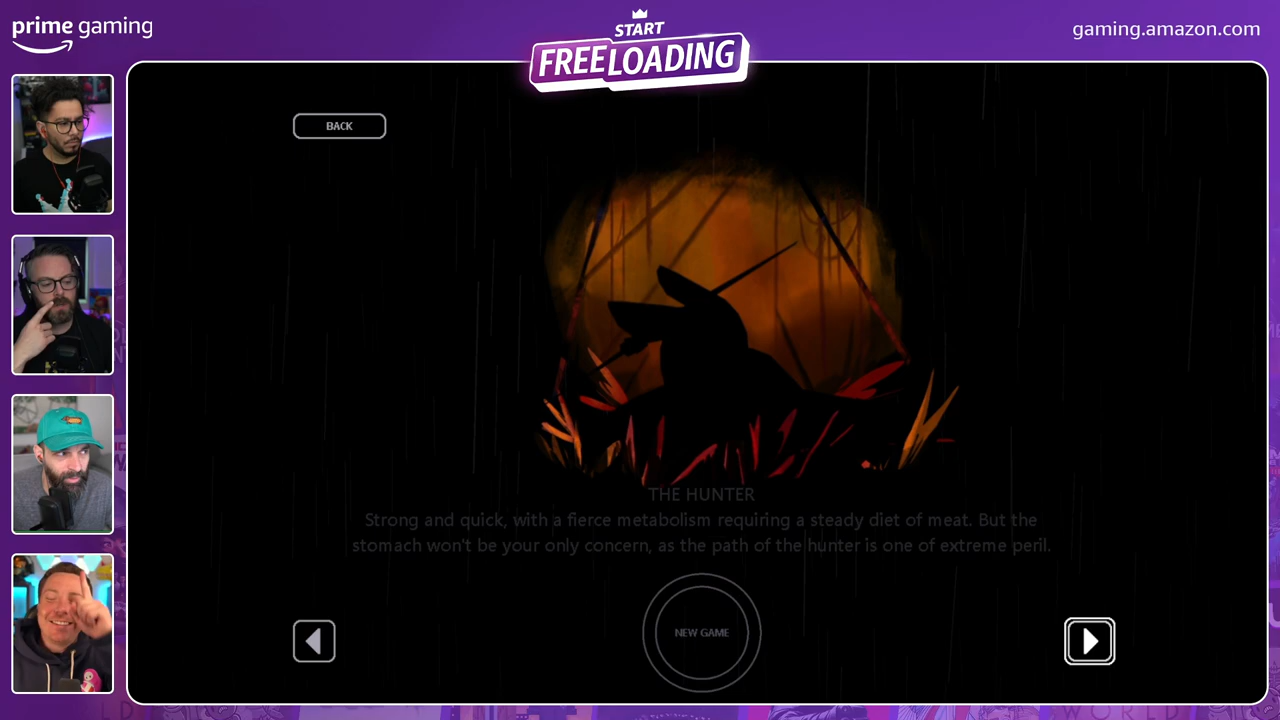 prime gaming
START
FREELOADING
gaming.amazon.com
BACK
THE HUNTER
Strong and quick, with a fierce metabolism requiring a steady diet of meat. But the
stomach won't be your only concern, as the path of the hunter is one of extreme peril.
NEW GAME